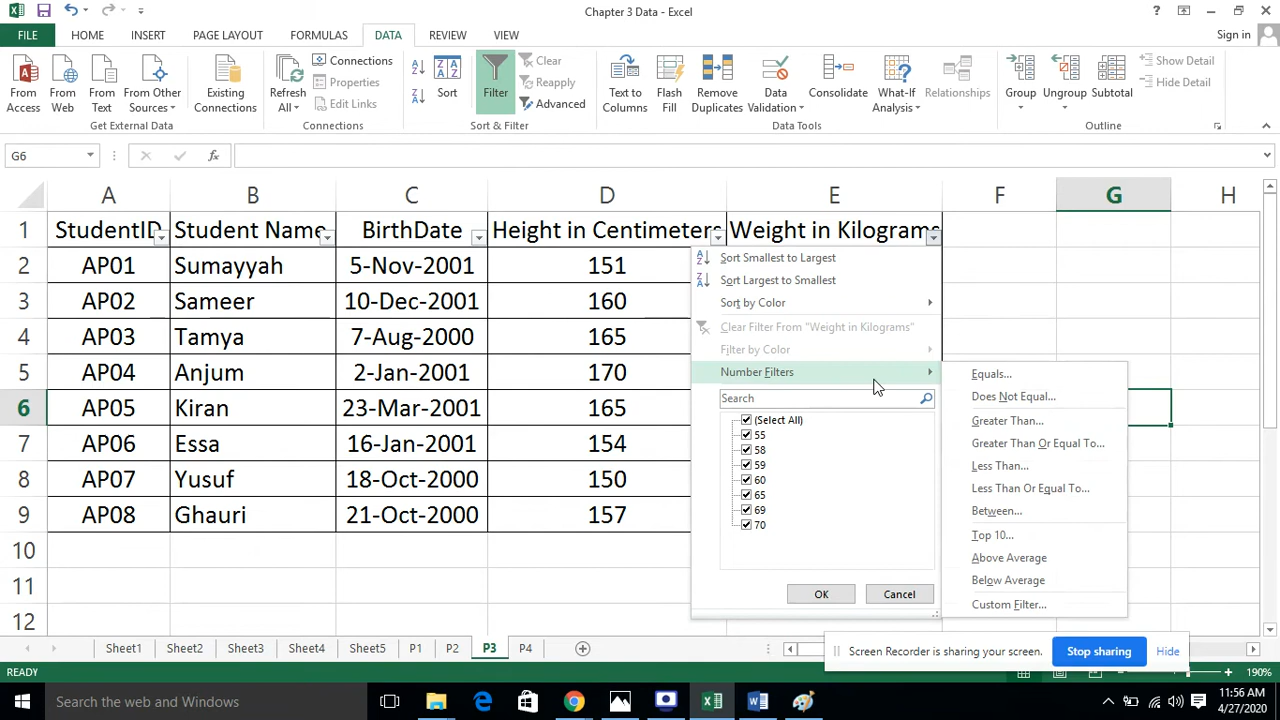 Chapter 3 Data - Excel
FILE HOME INSERT PAGE LAYOUT FORMULAS DATA REVIEW VIEW Sign in
From Access
From Web
From Text
From Other Sources
Existing Connections
Get External Data
Refresh All
Connections
Properties
Edit Links
Connections
Sort
Filter
Clear
Reapply
Advanced
Sort & Filter
Text to Columns
Flash Fill
Remove Duplicates
Data Validation
Consolidate
What-If Analysis
Relationships
Data Tools
Group
Ungroup
Subtotal
Show Detail
Hide Detail
Outline
G6
fx
A B C D E F G H
1 StudentID Student Name BirthDate Height in Centimeters Weight in Kilograms
2 AP01 Sumayyah 5-Nov-2001 151
3 AP02 Sameer 10-Dec-2001 160
4 AP03 Tamya 7-Aug-2000 165
5 AP04 Anjum 2-Jan-2001 170
6 AP05 Kiran 23-Mar-2001 165
7 AP06 Essa 16-Jan-2001 154
8 AP07 Yusuf 18-Oct-2000 150
9 AP08 Ghauri 21-Oct-2000 157
10
11
12
Sort Smallest to Largest
Sort Largest to Smallest
Sort by Color
Clear Filter From "Weight in Kilograms"
Filter by Color
Number Filters
Search
(Select All)
55
58
59
60
65
69
70
OK Cancel
Equals...
Does Not Equal...
Greater Than...
Greater Than Or Equal To...
Less Than...
Less Than Or Equal To...
Between...
Top 10...
Above Average
Below Average
Custom Filter...
Sheet1 Sheet2 Sheet3 Sheet4 Sheet5 P1 P2 P3 P4
Screen Recorder is sharing your screen. Stop sharing Hide
READY 190%
Search the web and Windows
11:56 AM
4/27/2020